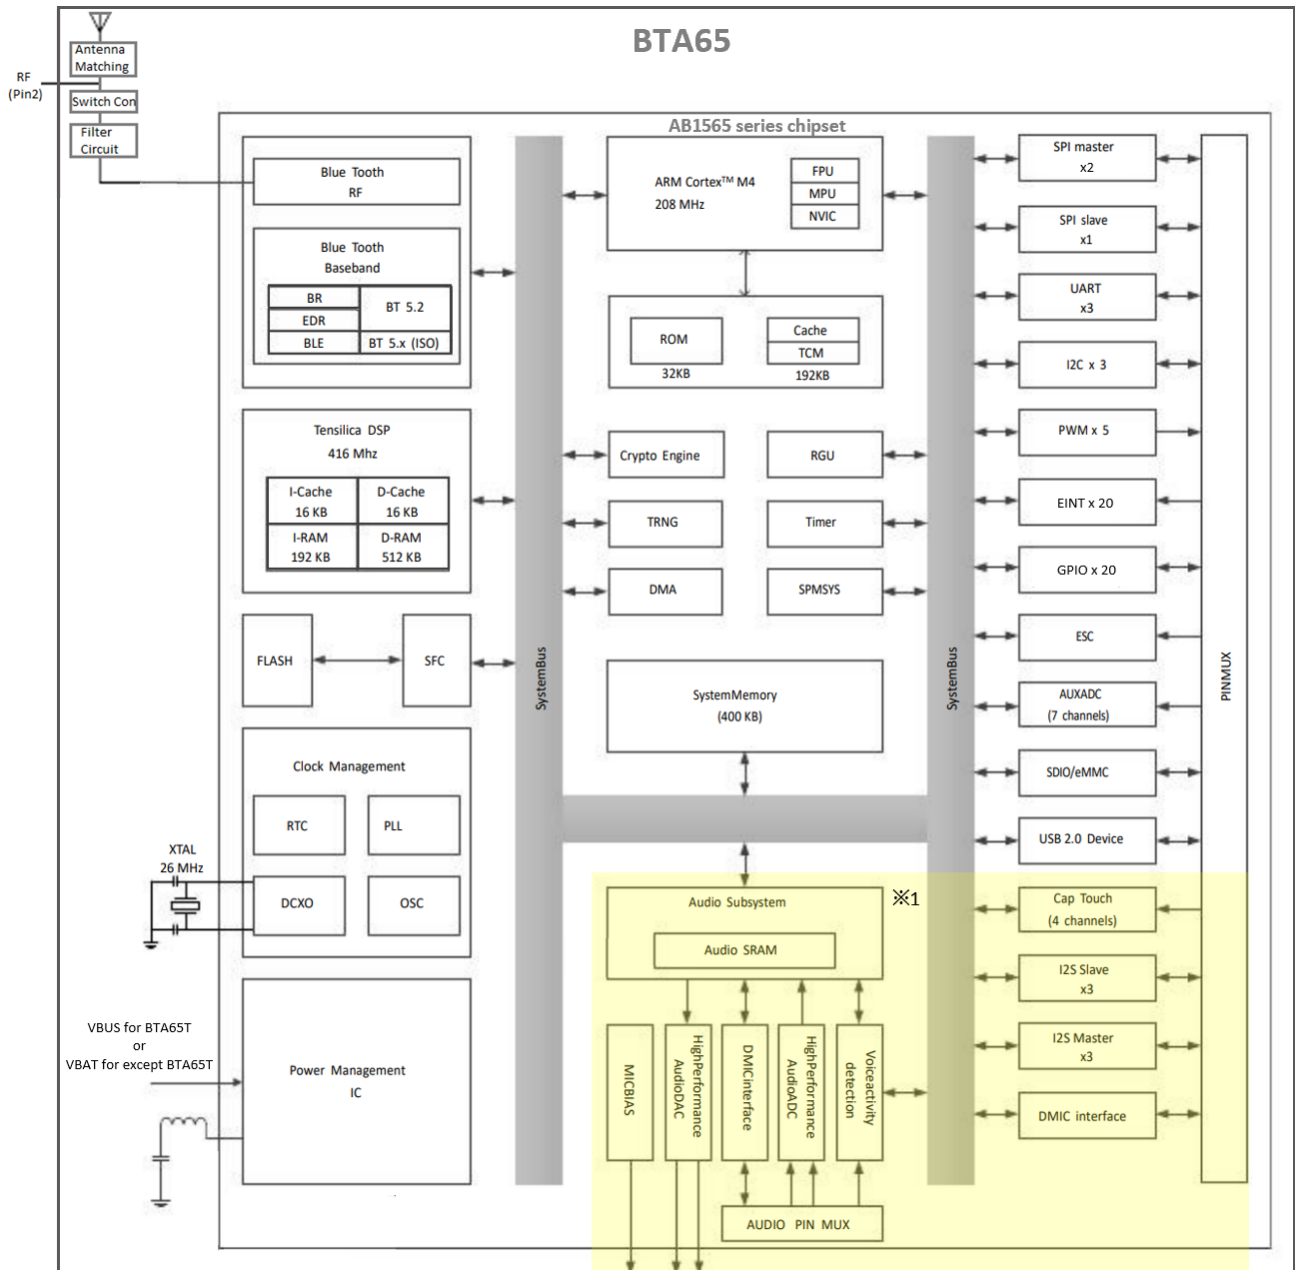 BTA65
Antenna
Matching
RF
(Pin2)
Switch Con
Filter
Circuit
AB1565 series chipset
Blue Tooth
RF
Blue Tooth
Baseband
BR
EDR
BLE
BT 5.2
BT 5.x (ISO)
Tensilica DSP
416 Mhz
I-Cache
16 KB
D-Cache
16 KB
I-RAM
192 KB
D-RAM
512 KB
FLASH
SFC
Clock Management
RTC
PLL
XTAL
26 MHz
DCXO
OSC
VBUS for BTA65T
or
VBAT for except BTA65T
Power Management
IC
SystemBus
ARM Cortex™ M4
208 MHz
FPU
MPU
NVIC
ROM
32KB
Cache
TCM
192KB
Crypto Engine
RGU
TRNG
Timer
DMA
SPMSYS
SystemMemory
(400 KB)
Audio Subsystem
※1
Audio SRAM
MICBIAS
HighPerformance
AudioDAC
DMICinterface
HighPerformance
AudioADC
Voiceactivity
detection
AUDIO PIN MUX
SystemBus
SPI master
x2
SPI slave
x1
UART
x3
I2C x 3
PWM x 5
EINT x 20
GPIO x 20
ESC
AUXADC
(7 channels)
SDIO/eMMC
USB 2.0 Device
Cap Touch
(4 channels)
I2S Slave
x3
I2S Master
x3
DMIC interface
PINMUX